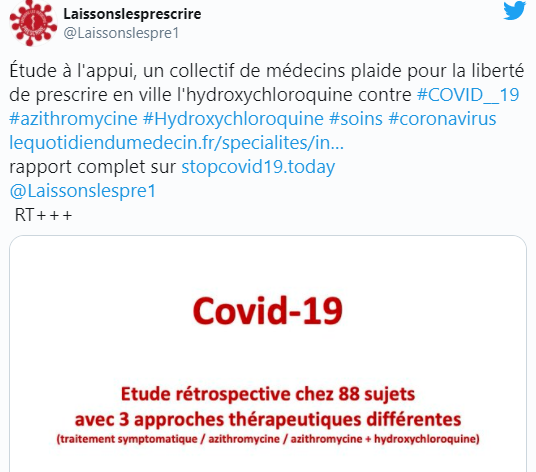 Laissonslesprescrire
@Laissonslespre1
Étude à l'appui, un collectif de médecins plaide pour la liberté
de prescrire en ville l'hydroxychloroquine contre #COVID__19
#azithromycine #Hydroxychloroquine #soins #coronavirus
lequotidiendumedecin.fr/specialites/in…
rapport complet sur stopcovid19.today
@Laissonslespre1
RT+++
Covid-19
Etude rétrospective chez 88 sujets
avec 3 approches thérapeutiques différentes
(traitement symptomatique / azithromycine / azithromycine + hydroxychloroquine)